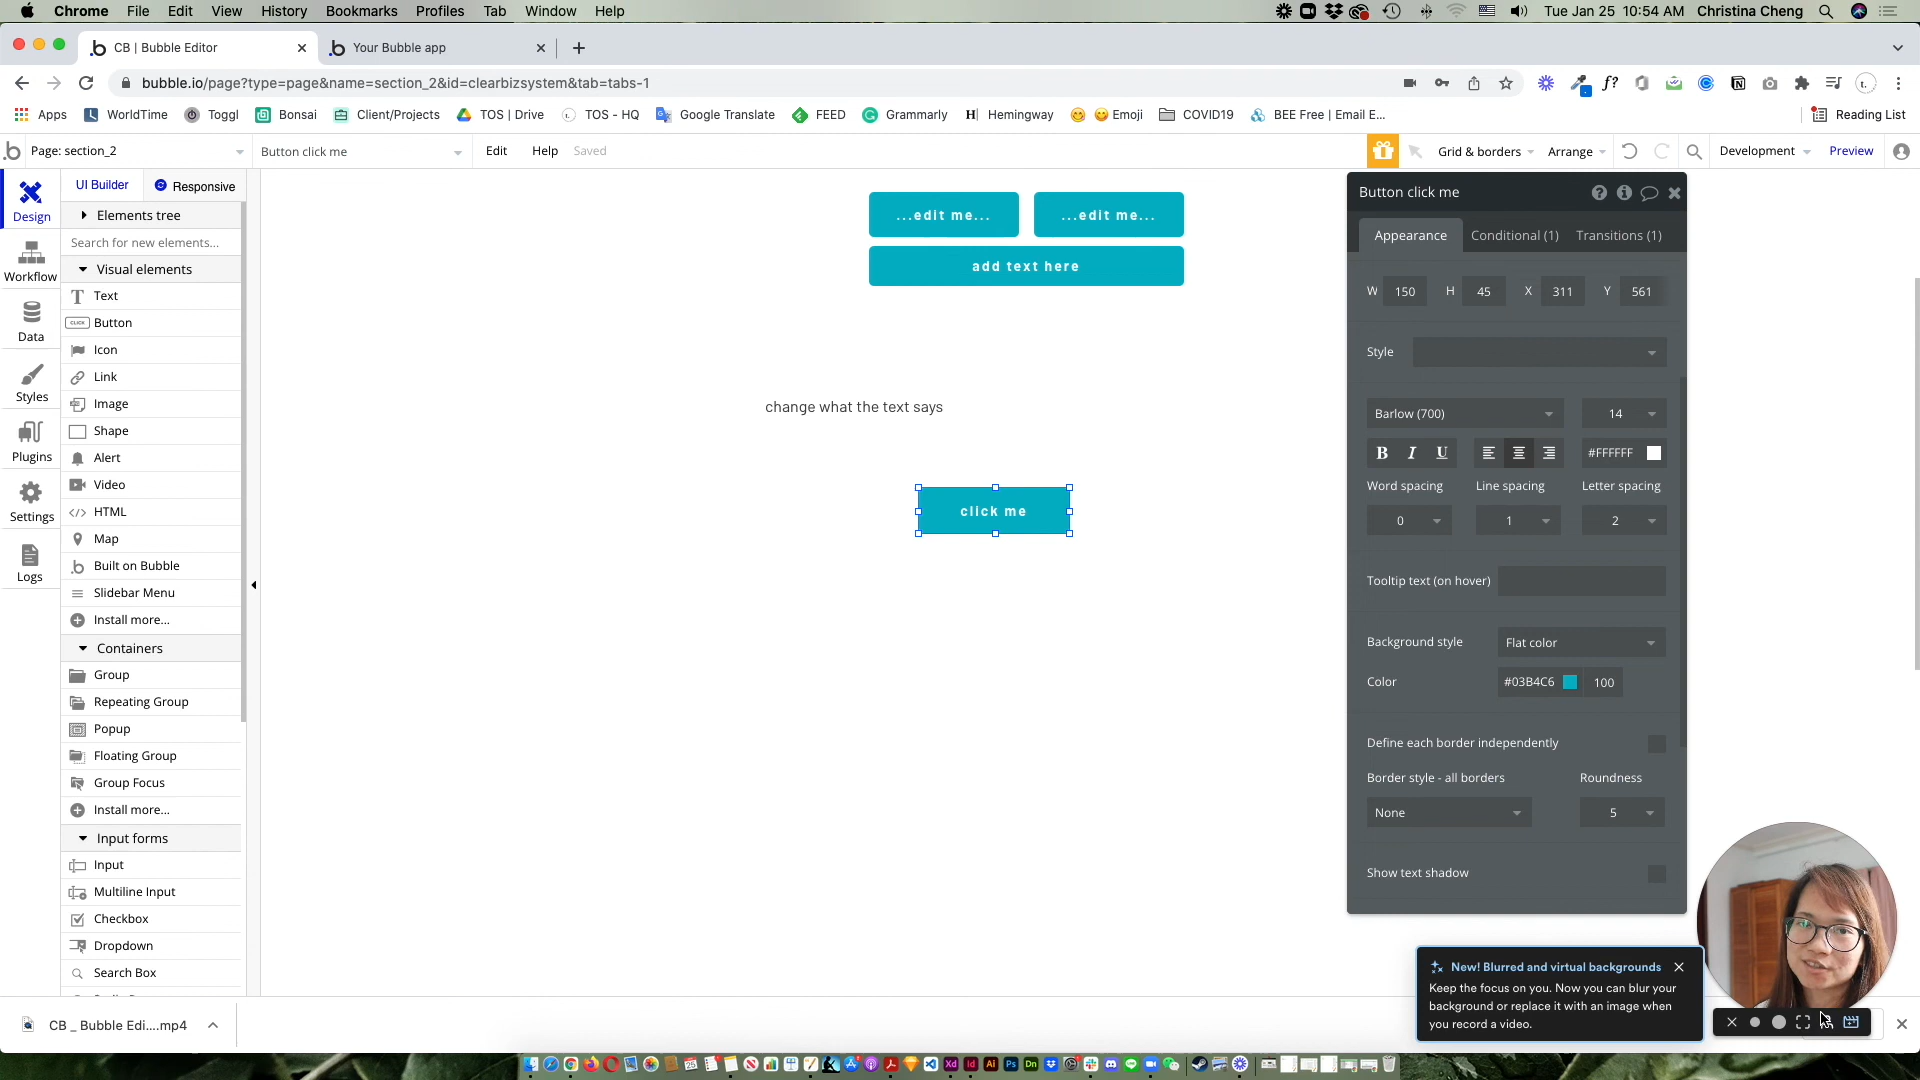 Chrome File Edit View History Bookmarks Profiles Tab Window Help Tue Jan 25 10:54 AM Christina Cheng
CB | Bubble Editor Your Bubble app
bubble.io/page?type=page&name=section_2&id=clearbizsystem&tab=tabs-1
Apps WorldTime Toggl Bonsai Client/Projects TOS | Drive TOS - HQ Google Translate FEED Grammarly Hemingway Emoji COVID19 BEE Free | Email E... Reading List
Page: section_2 Button click me Edit Help Saved Grid & borders Arrange Development Preview
Design
Workflow
Data
Styles
Plugins
Settings
Logs
UI Builder Responsive
Elements tree
Search for new elements...
Visual elements
Text
CLICK Button
Icon
Link
Image
Shape
Alert
Video
HTML
Map
Built on Bubble
Slidebar Menu
Install more...
Containers
Group
Repeating Group
Popup
Floating Group
Group Focus
Install more...
Input forms
Input
Multiline Input
Checkbox
Dropdown
Search Box
...edit me... ...edit me...
add text here
change what the text says
click me
Button click me
Appearance Conditional (1) Transitions (1)
W 150 H 45 X 311 Y 561
Style
Barlow (700) 14
B I U #FFFFFF
Word spacing Line spacing Letter spacing
0 1 2
Tooltip text (on hover)
Background style Flat color
Color #03B4C6 100
Define each border independently
Border style - all borders Roundness
None 5
Show text shadow
New! Blurred and virtual backgrounds
Keep the focus on you. Now you can blur your
background or replace it with an image when
you record a video.
CB _ Bubble Edi....mp4